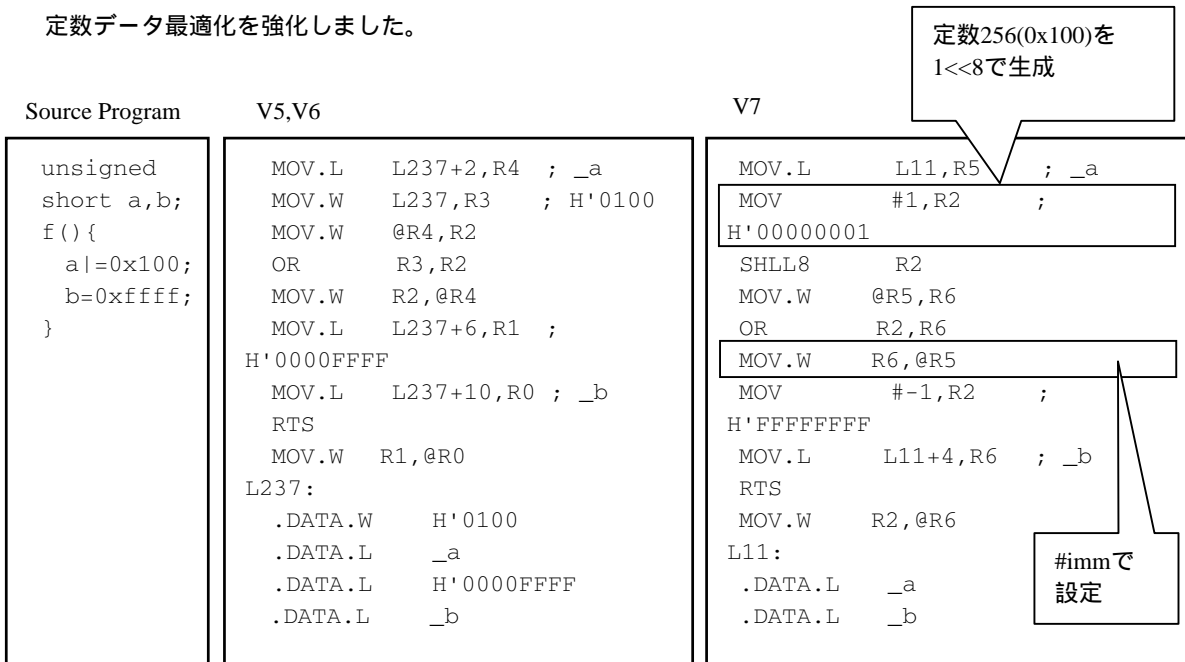 定数データ最適化を強化しました。
定数256(0x100)を
1<<8で生成
Source Program
unsigned
short a,b;
f(){
a|=0x100;
b=0xffff;
}
V5,V6
MOV.L L237+2,R4 ; _a
MOV.W L237,R3 ; H'0100
MOV.W @R4,R2
OR R3,R2
MOV.W R2,@R4
MOV.L L237+6,R1 ;
H'0000FFFF
MOV.L L237+10,R0 ; _b
RTS
MOV.W R1,@R0
L237:
.DATA.W H'0100
.DATA.L _a
.DATA.L H'0000FFFF
.DATA.L _b
V7
MOV.L L11,R5 ; _a
MOV #1,R2 ;
H'00000001
SHLL8 R2
MOV.W @R5,R6
OR R2,R6
MOV.W R6,@R5
MOV #-1,R2 ;
H'FFFFFFFF
MOV.L L11+4,R6 ; _b
RTS
MOV.W R2,@R6
L11:
.DATA.L _a
.DATA.L _b
#immで
設定